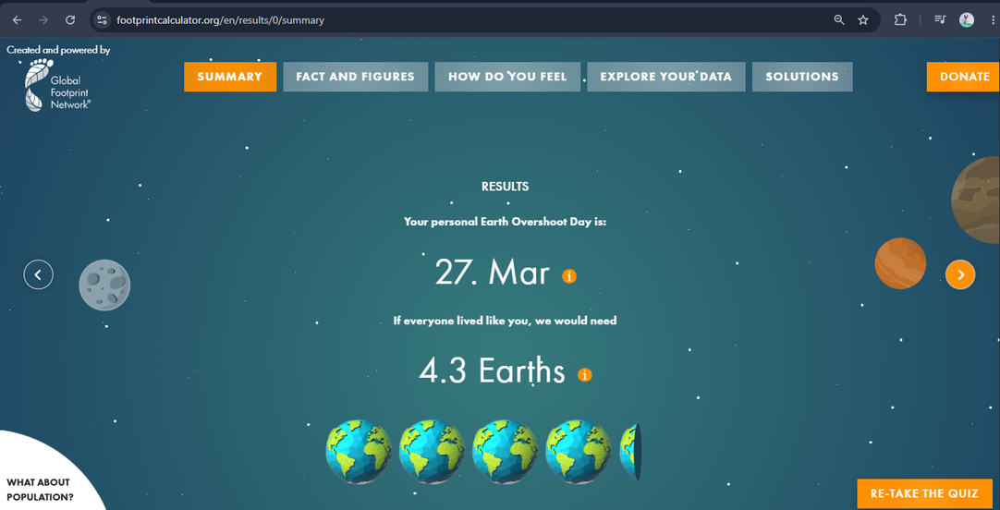 footprintcalculator.org/en/results/0/summary
Created and powered by
Global
Footprint
Network®
SUMMARY
FACT AND FIGURES
HOW DO YOU FEEL
EXPLORE YOUR DATA
SOLUTIONS
DONATE
RESULTS
Your personal Earth Overshoot Day is:
27. Mar i
If everyone lived like you, we would need
4.3 Earths i
WHAT ABOUT
POPULATION?
RE-TAKE THE QUIZ